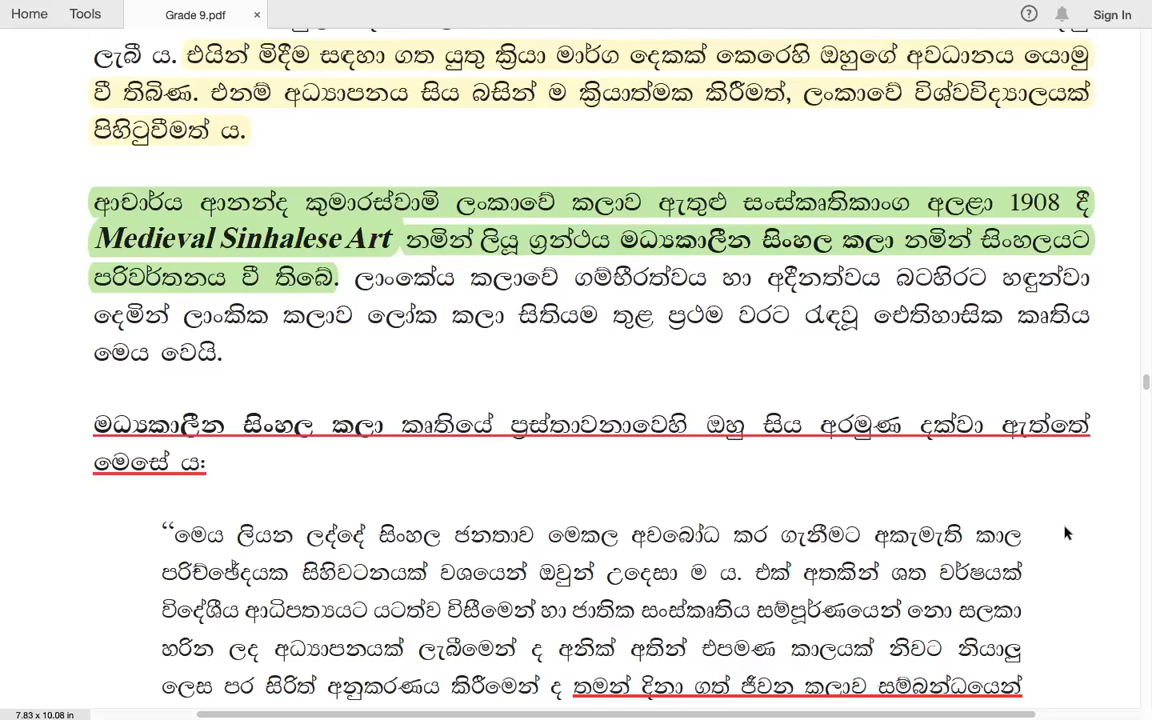 Home Tools Grade 9.pdf × Sign In
ලැබී ය. එයින් මිදීම සඳහා ගත යුතු ක්‍රියා මාර්ග දෙකක් කෙරෙහි ඔහුගේ අවධානය යොමු
වී තිබිණ. එනම් අධ්‍යාපනය සිය බසින් ම ක්‍රියාත්මක කිරීමත්, ලංකාවේ විශ්වවිද්‍යාලයක්
පිහිටුවීමත් ය.
ආචාර්ය ආනන්ද කුමාරස්වාමි ලංකාවේ කලාව ඇතුළු සංස්කෘතිකාංග අලළා 1908 දී
Medieval Sinhalese Art නමින් ලියූ ග්‍රන්ථය මධ්‍යකාලීන සිංහල කලා නමින් සිංහලයට
පරිවර්තනය වී තිබේ. ලාංකේය කලාවේ ගම්භීරත්වය හා අදීනත්වය බටහිරට හඳුන්වා
දෙමින් ලාංකික කලාව ලෝක කලා සිතියම තුළ ප්‍රථම වරට රැඳවූ ඓතිහාසික කෘතිය
මෙය වෙයි.
මධ්‍යකාලීන සිංහල කලා කෘතියේ ප්‍රස්තාවනාවෙහි ඔහු සිය අරමුණ දක්වා ඇත්තේ
මෙසේ ය:
“මෙය ලියන ලද්දේ සිංහල ජනතාව මෙකල අවබෝධ කර ගැනීමට අකැමැති කාල
පරිච්ඡේදයක සිහිවටනයක් වශයෙන් ඔවුන් උදෙසා ම ය. එක් අතකින් ශත වර්ෂයක්
විදේශීය ආධිපත්‍යයට යටත්ව විසීමෙන් හා ජාතික සංස්කෘතිය සම්පූර්ණයෙන් නො සලකා
හරින ලද අධ්‍යාපනයක් ලැබීමෙන් ද අනික් අතින් එපමණ කාලයක් නිවට නියාලු
ලෙස පර සිරිත් අනුකරණය කිරීමෙන් ද තමන් දිනා ගත් ජීවන කලාව සම්බන්ධයෙන්
7.83 x 10.08 in